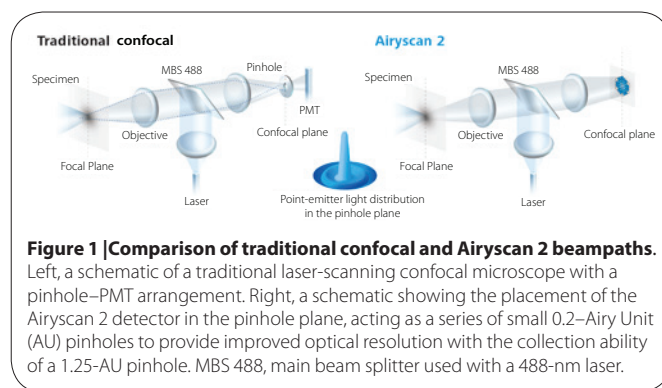 Traditional confocal
Airyscan 2
Specimen
MBS 488
Pinhole
PMT
Objective
Confocal plane
Focal Plane
Laser
Specimen
MBS 488
Objective
Confocal plane
Focal Plane
Laser
Point-emitter light distribution
in the pinhole plane
Figure 1 |Comparison of traditional confocal and Airyscan 2 beampaths.
Left, a schematic of a traditional laser-scanning confocal microscope with a
pinhole–PMT arrangement. Right, a schematic showing the placement of the
Airyscan 2 detector in the pinhole plane, acting as a series of small 0.2–Airy Unit
(AU) pinholes to provide improved optical resolution with the collection ability
of a 1.25-AU pinhole. MBS 488, main beam splitter used with a 488-nm laser.